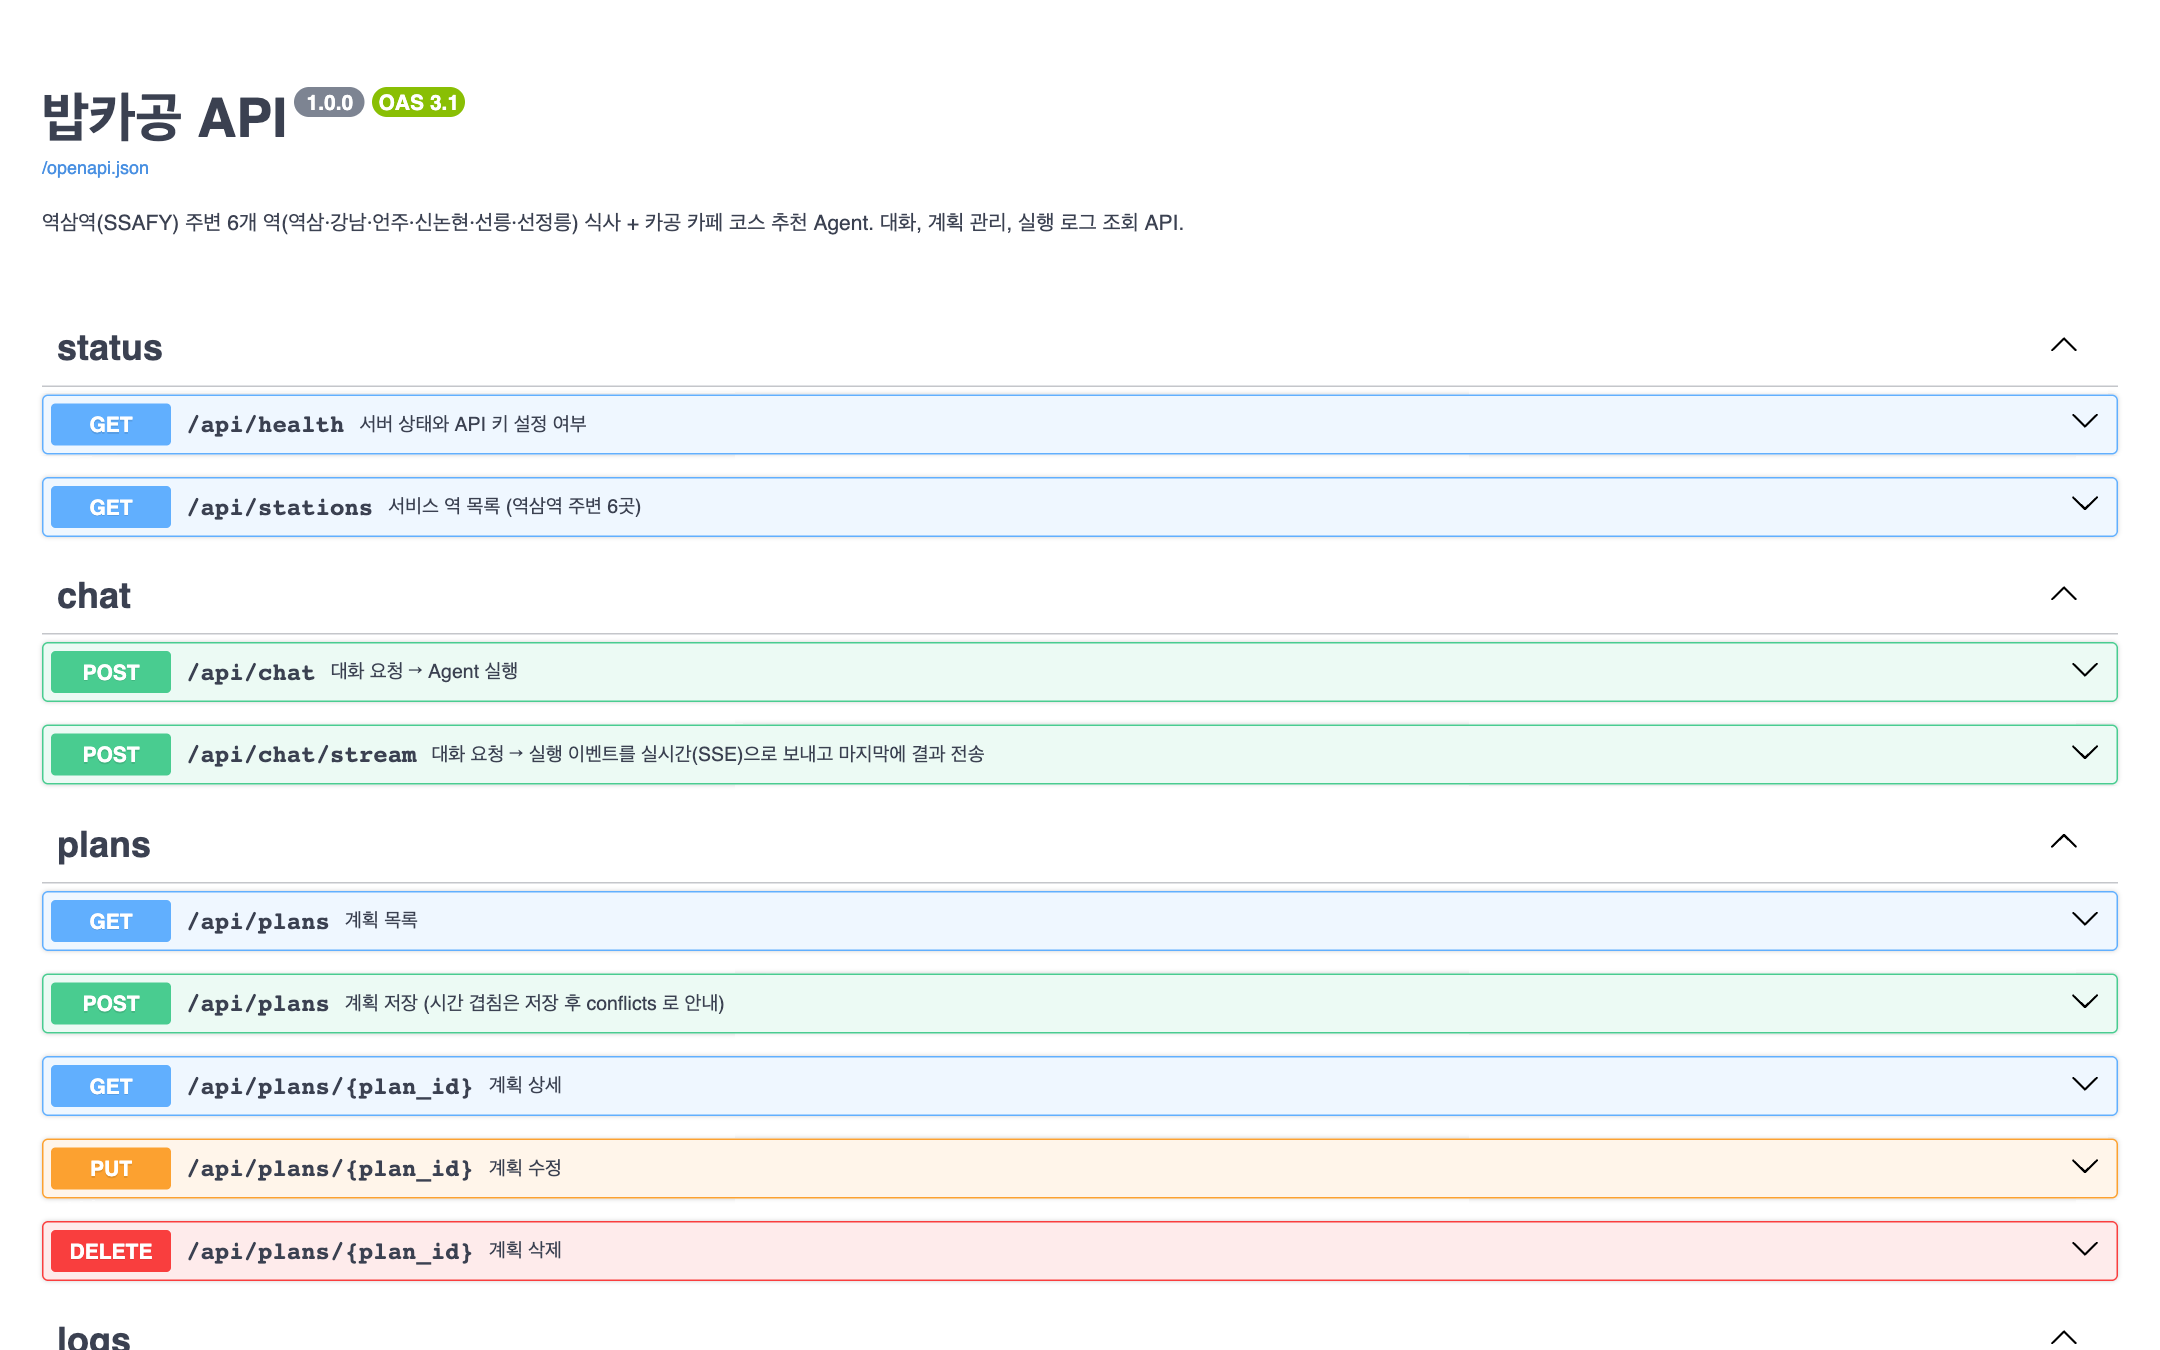 밥카공 API 1.0.0 OAS 3.1
/openapi.json
역삼역(SSAFY) 주변 6개 역(역삼·강남·언주·신논현·선릉·선정릉) 식사 + 카공 카페 코스 추천 Agent. 대화, 계획 관리, 실행 로그 조회 API.
status
GET /api/health 서버 상태와 API 키 설정 여부
GET /api/stations 서비스 역 목록 (역삼역 주변 6곳)
chat
POST /api/chat 대화 요청 → Agent 실행
POST /api/chat/stream 대화 요청 → 실행 이벤트를 실시간(SSE)으로 보내고 마지막에 결과 전송
plans
GET /api/plans 계획 목록
POST /api/plans 계획 저장 (시간 겹침은 저장 후 conflicts 로 안내)
GET /api/plans/{plan_id} 계획 상세
PUT /api/plans/{plan_id} 계획 수정
DELETE /api/plans/{plan_id} 계획 삭제
logs